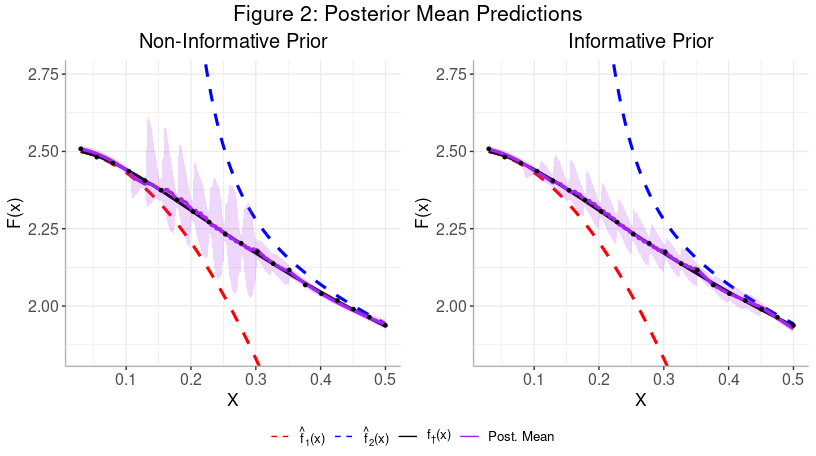 Figure 2: Posterior Mean Predictions
Non-Informative Prior
Informative Prior
F(x)
2.75
2.50
2.25
2.00
0.1 0.2 0.3 0.4 0.5
X
F(x)
2.75
2.50
2.25
2.00
0.1 0.2 0.3 0.4 0.5
X
f̂₁(x) f̂₂(x) f†(x) Post. Mean